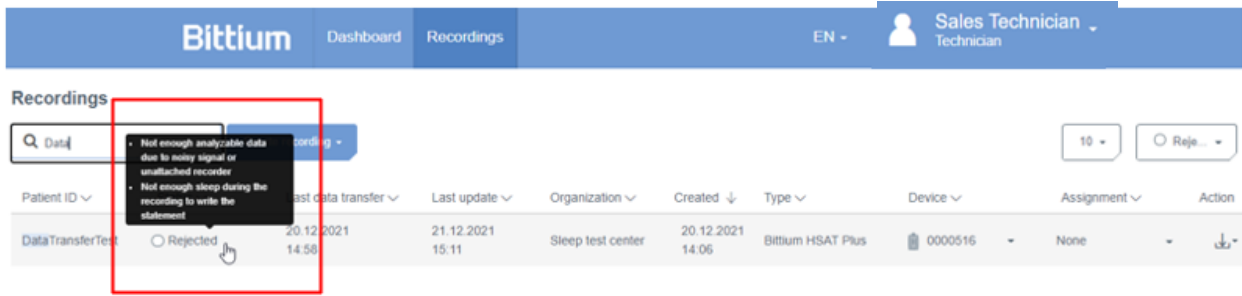 Bittium Dashboard Recordings EN Sales Technician
Technician
Recordings
Data
cording
10 Reje...
Not enough analyzable data
due to noisy signal or
unattached recorder
Not enough sleep during the
recording to write the
statement
Patient ID ast data transfer Last update Organization Created Type Device Assignment Action
DataTransferTest Rejected 20.12.2021 14:58 21.12.2021 15:11 Sleep test center 20.12.2021 14:06 Bittium HSAT Plus 0000516 None